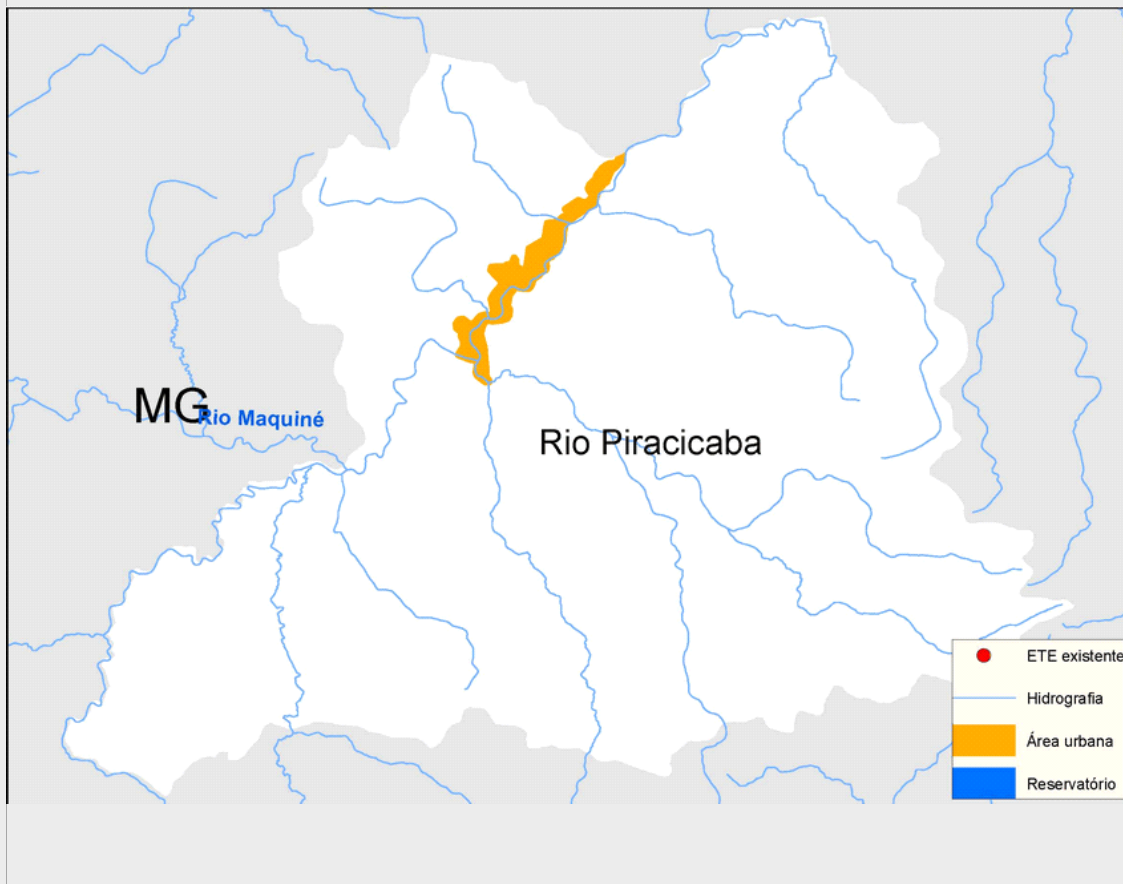 MG
Rio Maquiné
Rio Piracicaba
ETE existente
Hidrografia
Área urbana
Reservatório